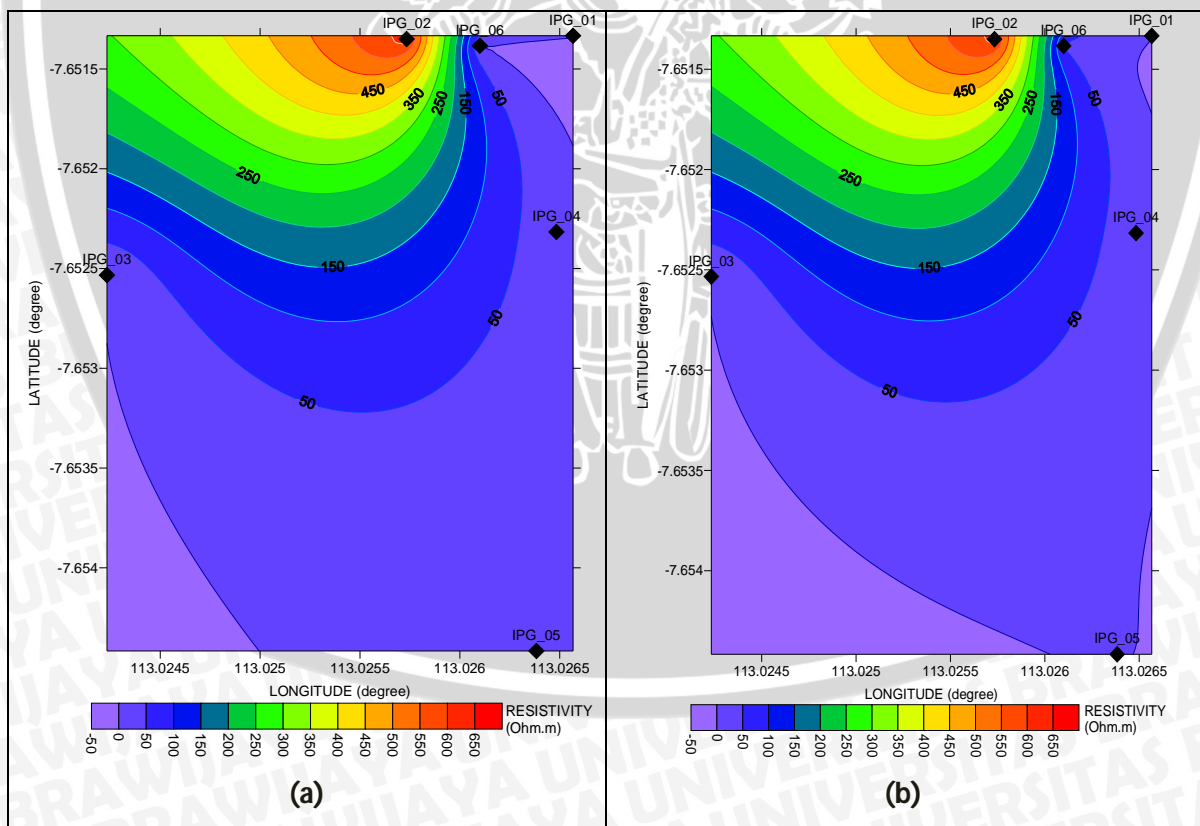 IPG_02
IPG_06
IPG_01
-7.6515
450
350
250
150
50
-7.652
250
IPG_04
IPG_03
-7.6525
150
50
LATITUDE (degree)
-7.653
50
-7.6535
-7.654
IPG_05
113.0245 113.025 113.0255 113.026 113.0265
LONGITUDE (degree)
RESISTIVITY
(Ohm.m)
-50 0 50 100 150 200 250 300 350 400 450 500 550 600 650
(a)
IPG_02
IPG_06
IPG_01
-7.6515
450
350
250
150
50
-7.652
250
IPG_04
IPG_03
-7.6525
150
50
LATITUDE (degree)
-7.653
50
-7.6535
-7.654
IPG_05
113.0245 113.025 113.0255 113.026 113.0265
LONGITUDE (degree)
RESISTIVITY
(Ohm.m)
-50 0 50 100 150 200 250 300 350 400 450 500 550 600 650
(b)